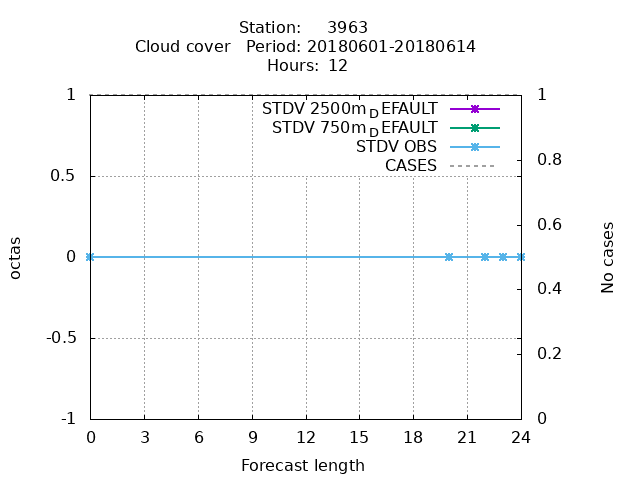 Station: 3963
Cloud cover Period: 20180601-20180614
Hours: 12
1 1
STDV 2500m_DEFAULT
STDV 750m_DEFAULT
STDV OBS
CASES
0.8
0.5
0.6
octas
No cases
0
0.4
-0.5
0.2
-1 0
0 3 6 9 12 15 18 21 24
Forecast length